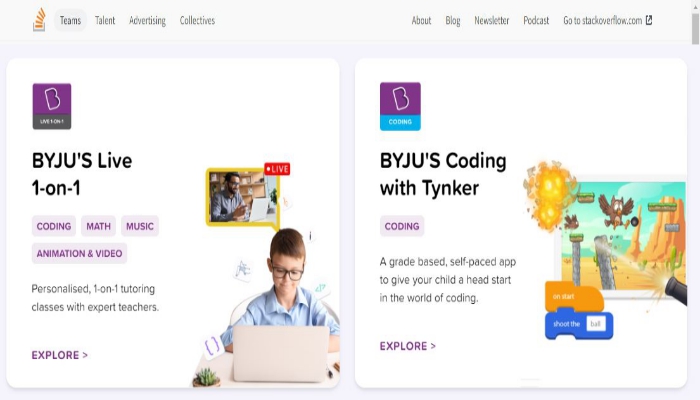 Teams Talent Advertising Collectives About Blog Newsletter Podcast Go to stackoverflow.com
LIVE 1-ON-1
BYJU'S Live
1-on-1
CODING MATH MUSIC
ANIMATION & VIDEO
Personalised, 1-on-1 tutoring
classes with expert teachers.
EXPLORE >
LIVE
CODING
BYJU'S Coding
with Tynker
CODING
A grade based, self-paced app
to give your child a head start
in the world of coding.
EXPLORE >
on start
shoot the ball